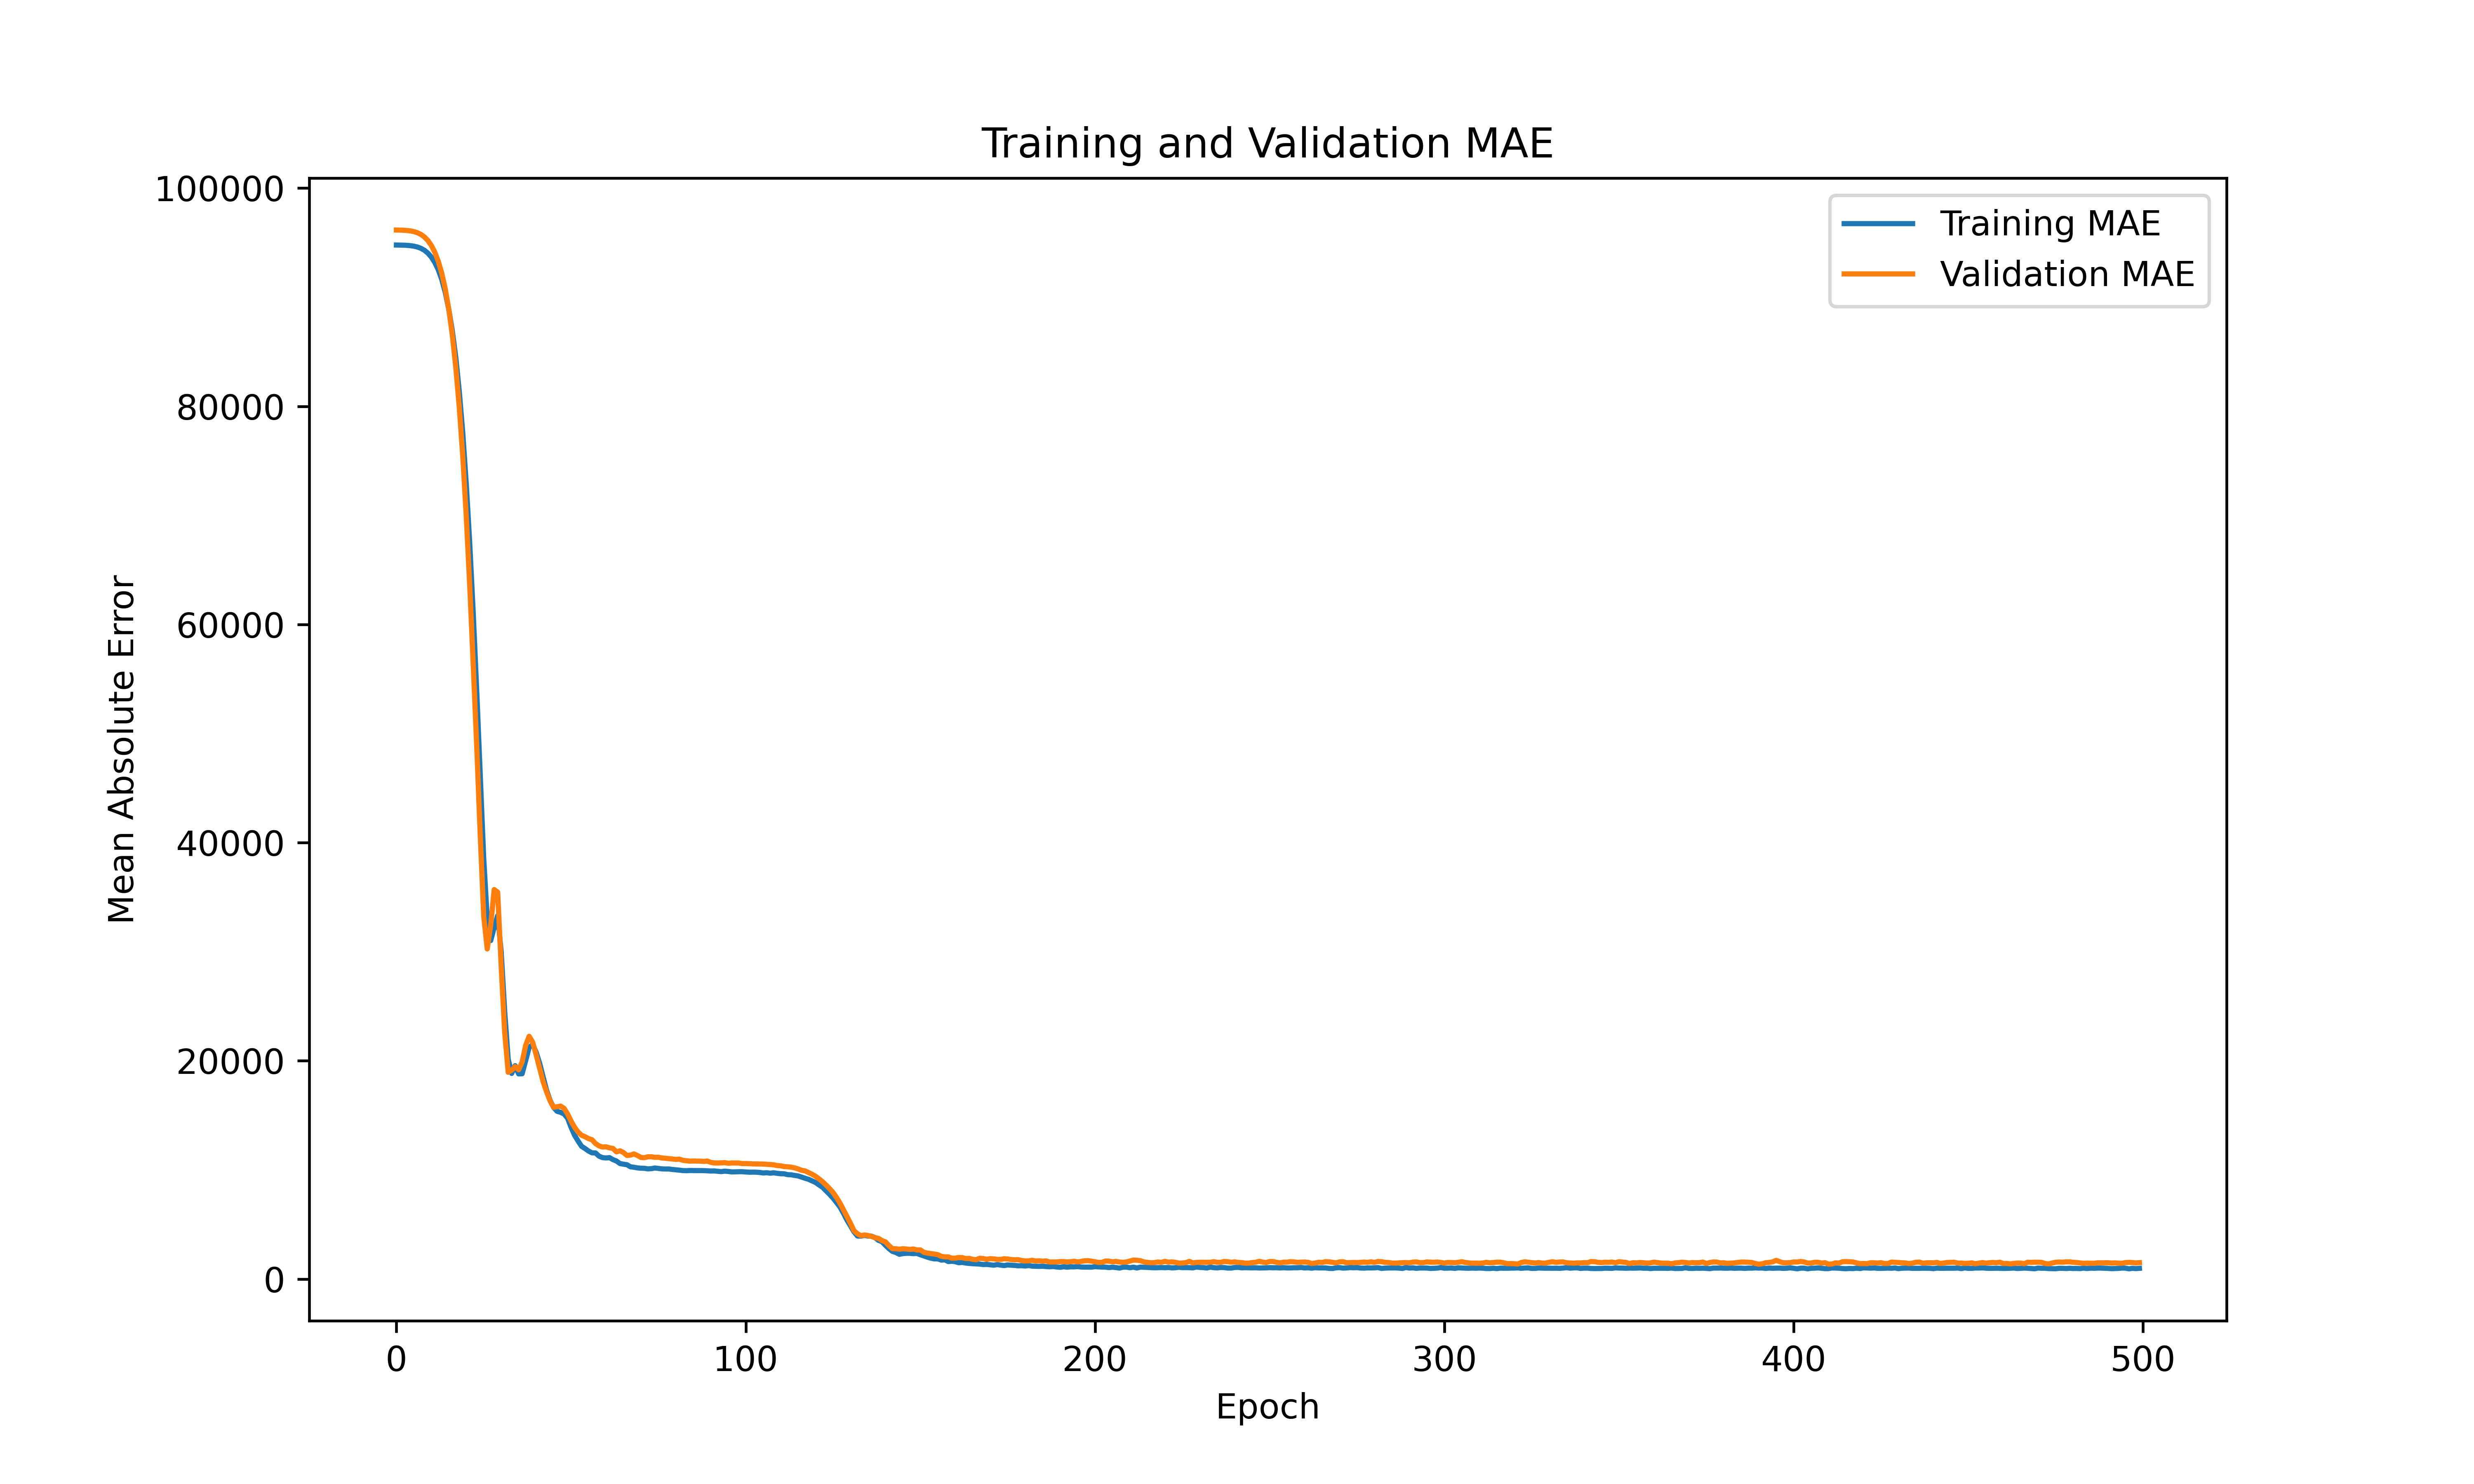 Training and Validation MAE
Training MAE
Validation MAE
Mean Absolute Error
100000
80000
60000
40000
20000
0
0 100 200 300 400 500
Epoch